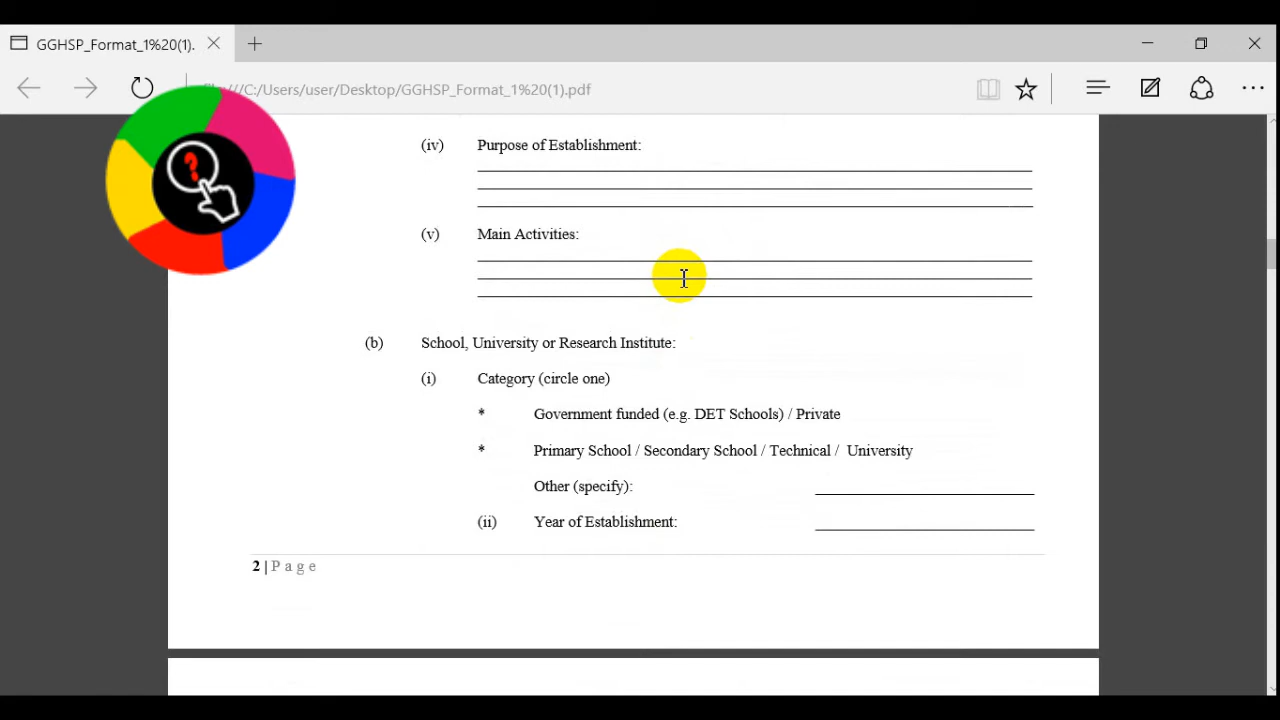 GGHSP_Format_1%20(1).
/C:/Users/user/Desktop/GGHSP_Format_1%20(1).pdf
(iv) Purpose of Establishment:
(v) Main Activities:
(b) School, University or Research Institute:
(i) Category (circle one)
* Government funded (e.g. DET Schools) / Private
* Primary School / Secondary School / Technical / University
Other (specify):
(ii) Year of Establishment:
2 | Page